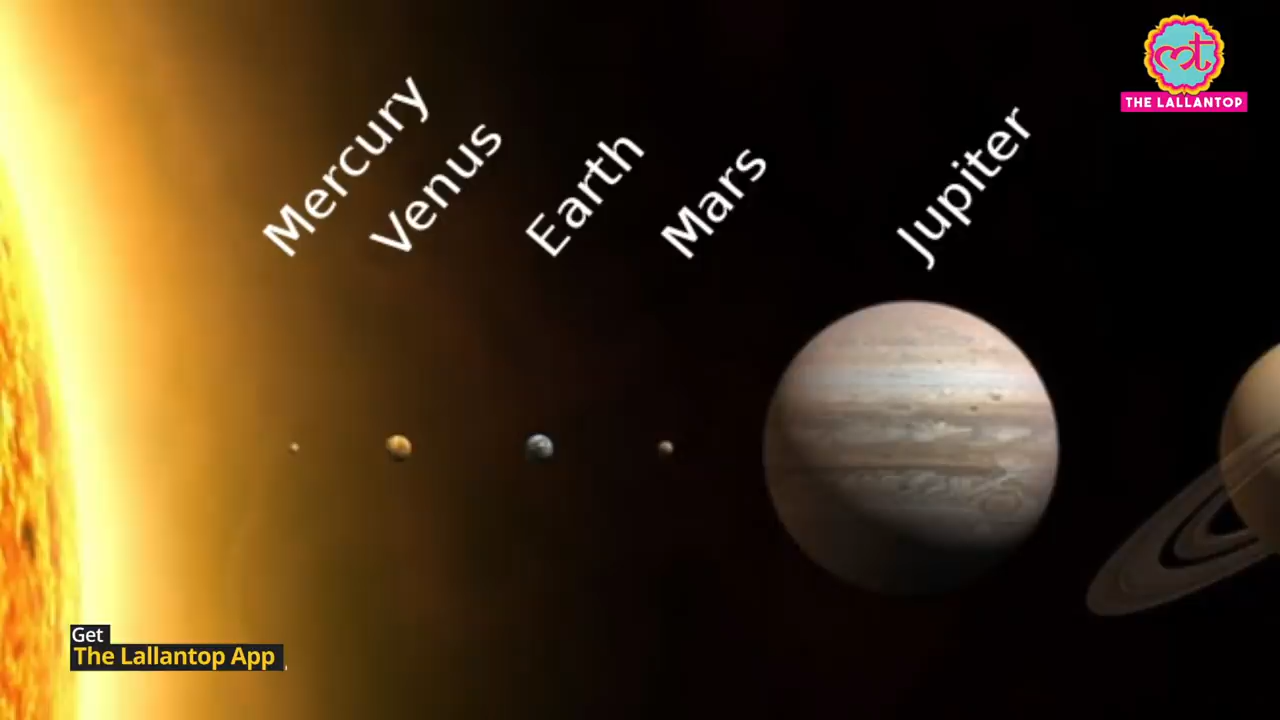 Mercury
Venus
Earth
Mars
Jupiter
THE LALLANTOP
Get
The Lallantop App